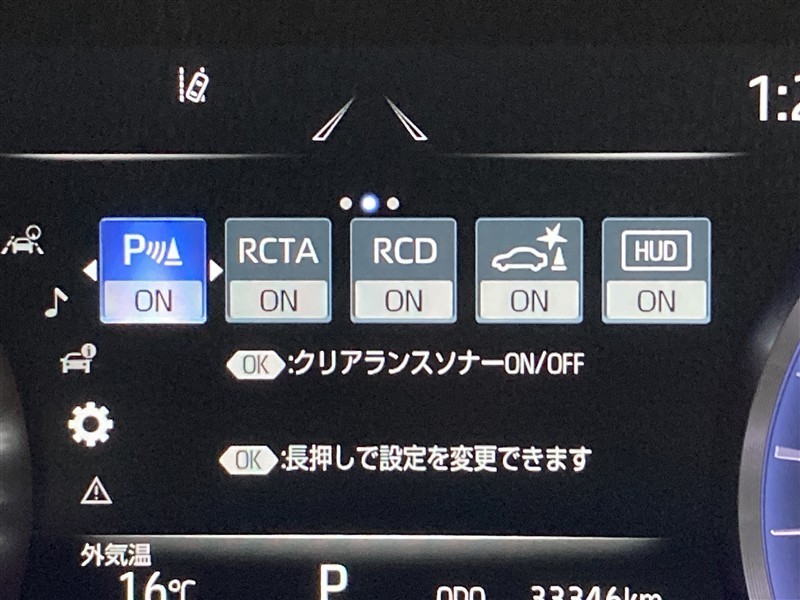 P RCTA RCD HUD
ON ON ON ON ON
OK :クリアランスソナーON/OFF
OK :長押しで設定を変更できます
外気温
16℃ P ODO 33346km